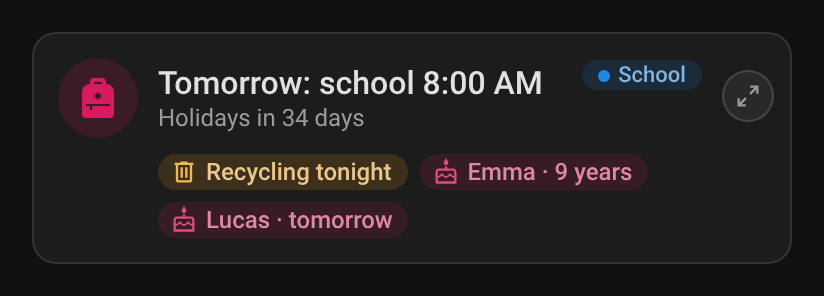 Tomorrow: school 8:00 AM
School
Holidays in 34 days
Recycling tonight
Emma · 9 years
Lucas · tomorrow